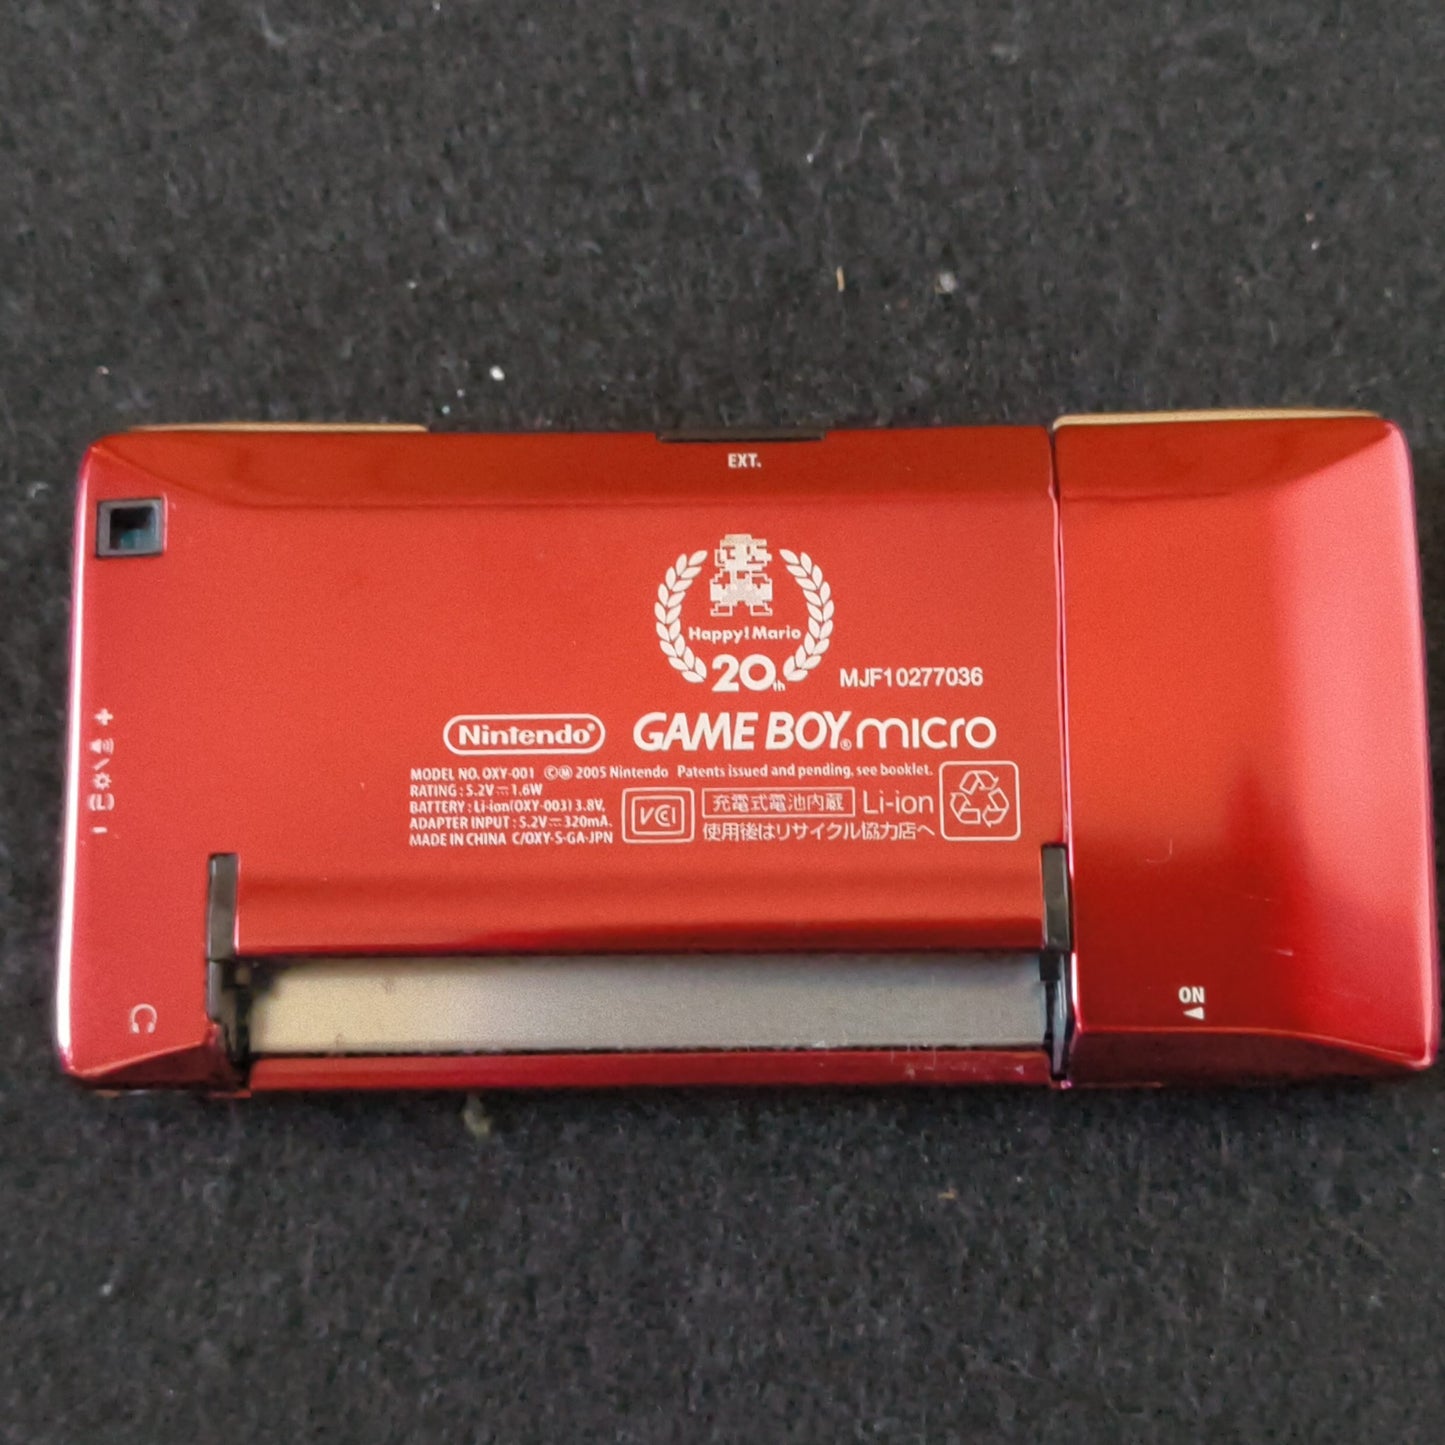 EXT.
Happy! Mario
20th
MJF10277036
Nintendo®
GAME BOY® micro
MODEL NO. OXY-001 ©Ⓜ 2005 Nintendo Patents issued and pending, see booklet.
RATING : 5.2V⎓1.6W
BATTERY : Li-ion(OXY-003) 3.8V,
ADAPTER INPUT : 5.2V⎓320mA.
MADE IN CHINA C/OXY-S-GA-JPN
VCI
充電式電池内蔵 Li-ion
使用後はリサイクル協力店へ
+
(L)
–
ON